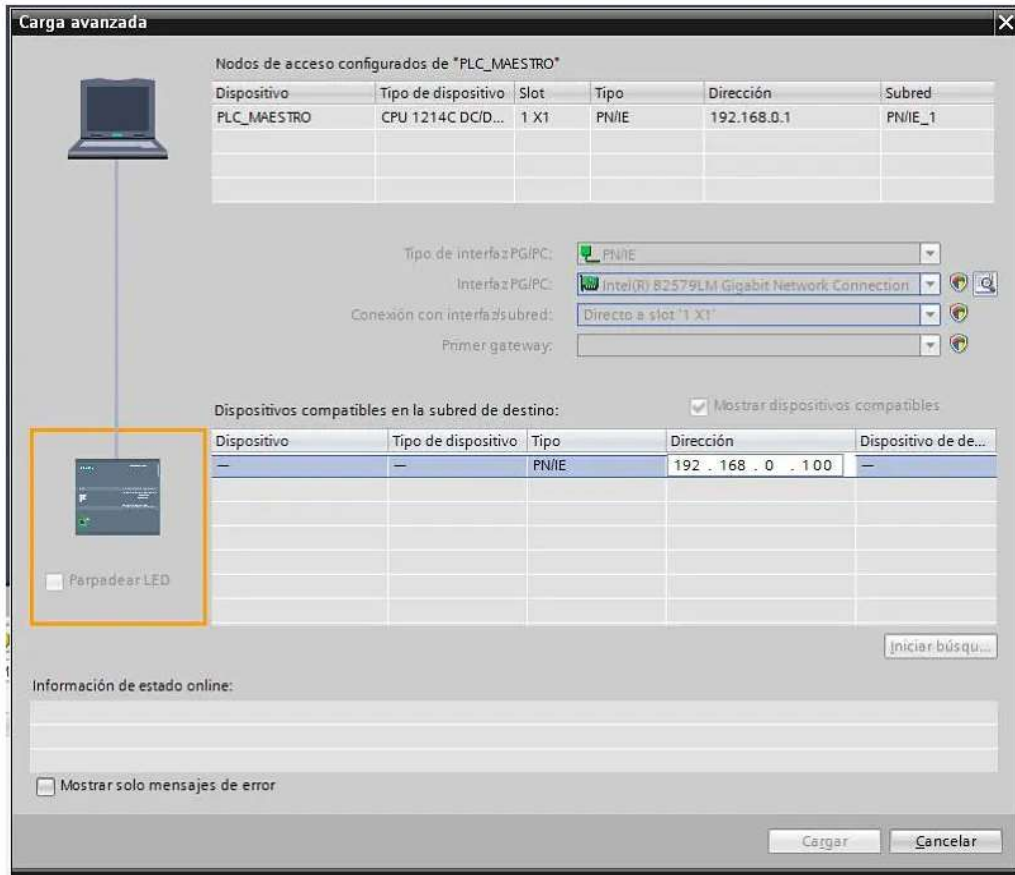 Carga avanzada
Nodos de acceso configurados de "PLC_MAESTRO"
Dispositivo Tipo de dispositivo Slot Tipo Dirección Subred
PLC_MAESTRO CPU 1214C DC/D... 1 X1 PN/IE 192.168.0.1 PN/IE_1
Tipo de interfaz PG/PC: PN/IE
Interfaz PG/PC: Intel(R) 82579LM Gigabit Network Connection
Conexión con interfaz/subred: Directo a slot '1 X1'
Primer gateway:
Dispositivos compatibles en la subred de destino: Mostrar dispositivos compatibles
Dispositivo Tipo de dispositivo Tipo Dirección Dispositivo de de...
— — PN/IE 192 . 168 . 0 . 100 —
Parpadear LED
Iniciar búsqu...
Información de estado online:
Mostrar solo mensajes de error
Cargar Cancelar